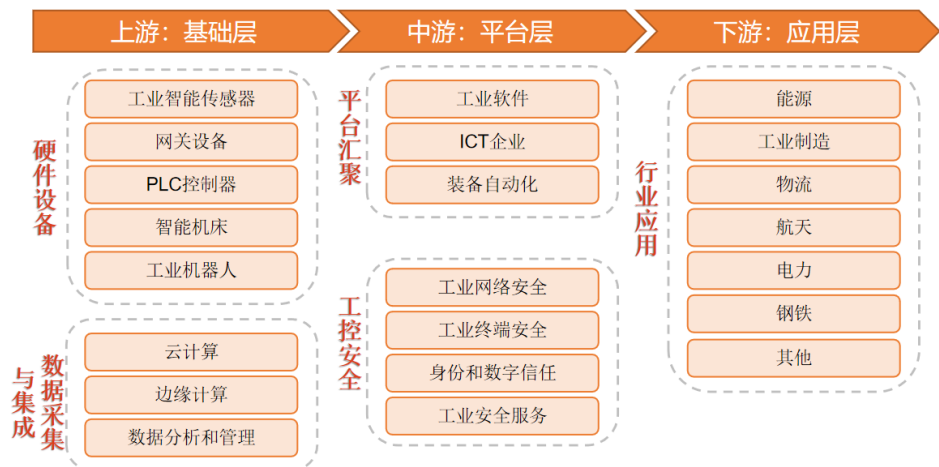 上游：基础层
中游：平台层
下游：应用层
硬件设备
工业智能传感器
网关设备
PLC控制器
智能机床
工业机器人
数据采集
与集成
云计算
边缘计算
数据分析和管理
平台汇聚
工业软件
ICT企业
装备自动化
工控安全
工业网络安全
工业终端安全
身份和数字信任
工业安全服务
行业应用
能源
工业制造
物流
航天
电力
钢铁
其他